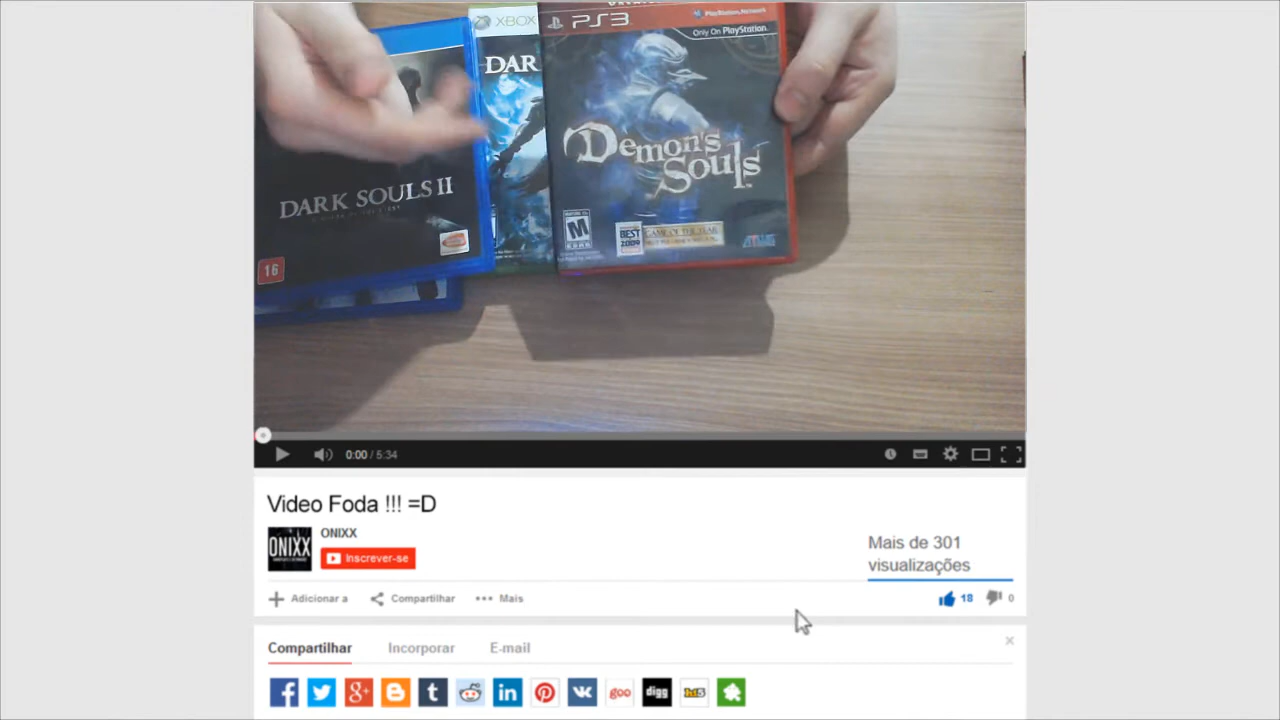 XBOX
PS3
PlayStation Network
Only On PlayStation
DAR
Demon's
Souls
DARK SOULS II
M
BEST
2009
GAME OF THE YEAR
ATLUS
16
0:00 / 5:34
Video Foda !!! =D
ONIXX
ONIXX
Inscrever-se
Mais de 301
visualizações
Adicionar a
Compartilhar
Mais
18
0
Compartilhar
Incorporar
E-mail
goo
digg
hi5